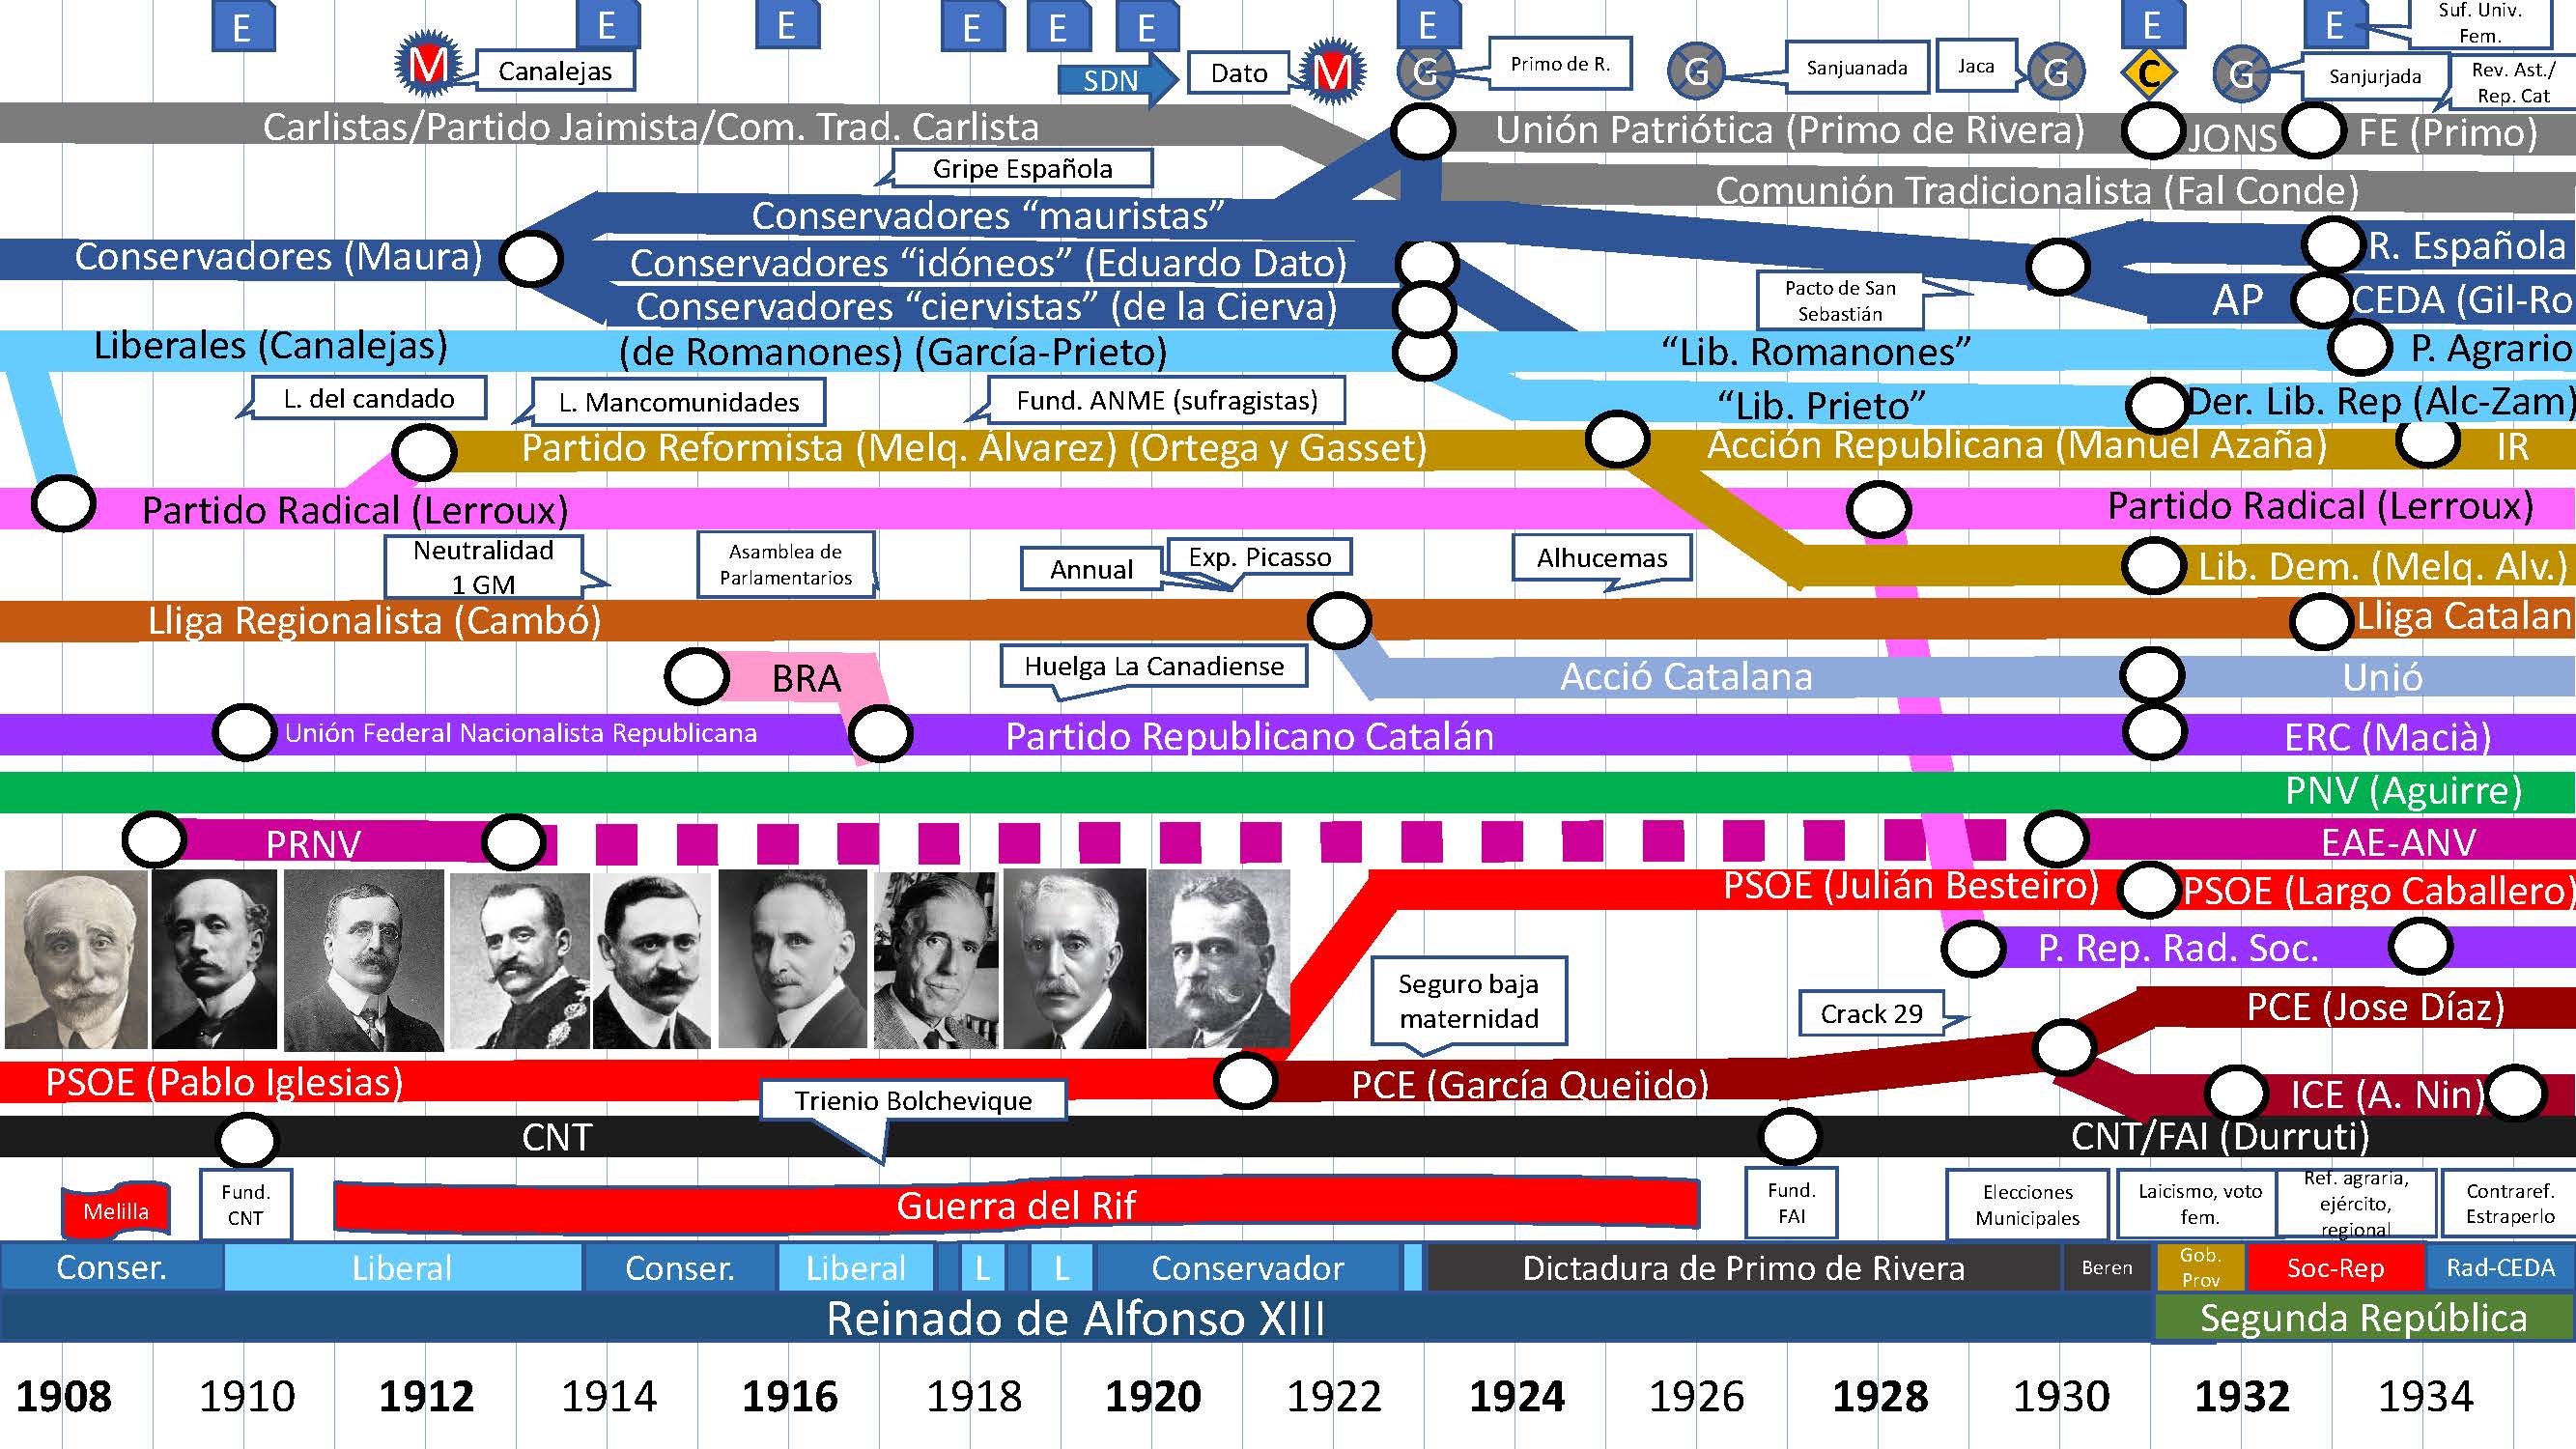 E E E E E E E E E
Suf. Univ.
Fem.
M Canalejas
SDN
Dato M
G Primo de R.
G Sanjuanada
Jaca G
C
G Sanjurjada
Rev. Ast./
Rep. Cat
Carlistas/Partido Jaimista/Com. Trad. Carlista
Unión Patriótica (Primo de Rivera)
JONS
FE (Primo)
Gripe Española
Comunión Tradicionalista (Fal Conde)
Conservadores “mauristas”
Conservadores (Maura)
Conservadores “idóneos” (Eduardo Dato)
R. Española
Conservadores “ciervistas” (de la Cierva)
Pacto de San
Sebastián
AP
CEDA (Gil-Ro
Liberales (Canalejas)
(de Romanones) (García-Prieto)
“Lib. Romanones”
P. Agrario
L. del candado
L. Mancomunidades
Fund. ANME (sufragistas)
“Lib. Prieto”
Der. Lib. Rep (Alc-Zam)
Partido Reformista (Melq. Álvarez) (Ortega y Gasset)
Acción Republicana (Manuel Azaña)
IR
Partido Radical (Lerroux)
Partido Radical (Lerroux)
Neutralidad
1 GM
Asamblea de
Parlamentarios
Annual
Exp. Picasso
Alhucemas
Lib. Dem. (Melq. Alv.)
Lliga Regionalista (Cambó)
Lliga Catalan
BRA
Huelga La Canadiense
Acció Catalana
Unió
Unión Federal Nacionalista Republicana
Partido Republicano Catalán
ERC (Macià)
PNV (Aguirre)
PRNV
EAE-ANV
PSOE (Julián Besteiro)
PSOE (Largo Caballero)
P. Rep. Rad. Soc.
Seguro baja
maternidad
Crack 29
PCE (Jose Díaz)
PSOE (Pablo Iglesias)
PCE (García Quejido)
ICE (A. Nin)
Trienio Bolchevique
CNT
CNT/FAI (Durruti)
Melilla
Fund.
CNT
Guerra del Rif
Fund.
FAI
Elecciones
Municipales
Laicismo, voto
fem.
Ref. agraria,
ejército,
regional
Contraref.
Estraperlo
Conser. Liberal Conser. Liberal L L Conservador Dictadura de Primo de Rivera Beren
Gob.
Prov
Soc-Rep Rad-CEDA
Reinado de Alfonso XIII Segunda República
1908 1910 1912 1914 1916 1918 1920 1922 1924 1926 1928 1930 1932 1934